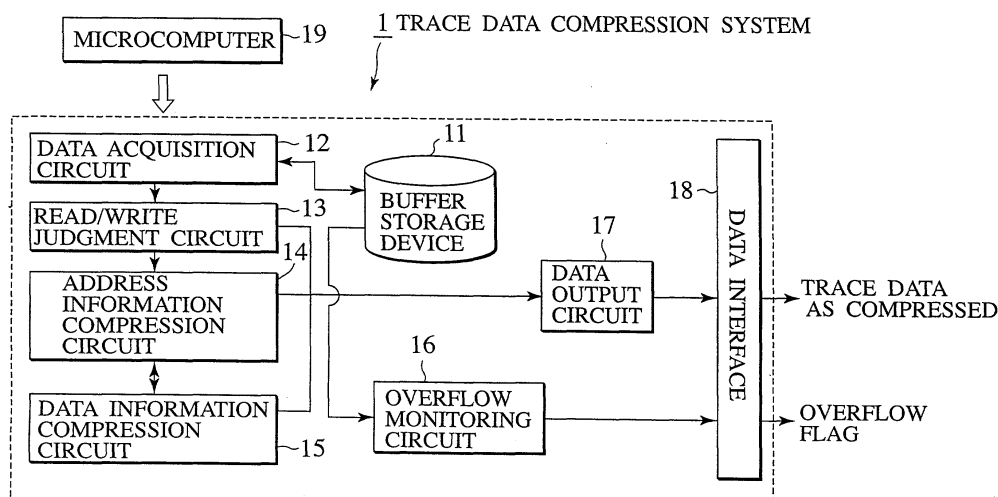 1 TRACE DATA COMPRESSION SYSTEM
MICROCOMPUTER
19
12
DATA ACQUISITION
CIRCUIT
11
BUFFER
STORAGE
DEVICE
13
READ/WRITE
JUDGMENT CIRCUIT
14
ADDRESS
INFORMATION
COMPRESSION
CIRCUIT
17
DATA
OUTPUT
CIRCUIT
18
DATA INTERFACE
TRACE DATA
AS COMPRESSED
16
OVERFLOW
MONITORING
CIRCUIT
DATA INFORMATION
COMPRESSION
CIRCUIT
15
OVERFLOW
FLAG